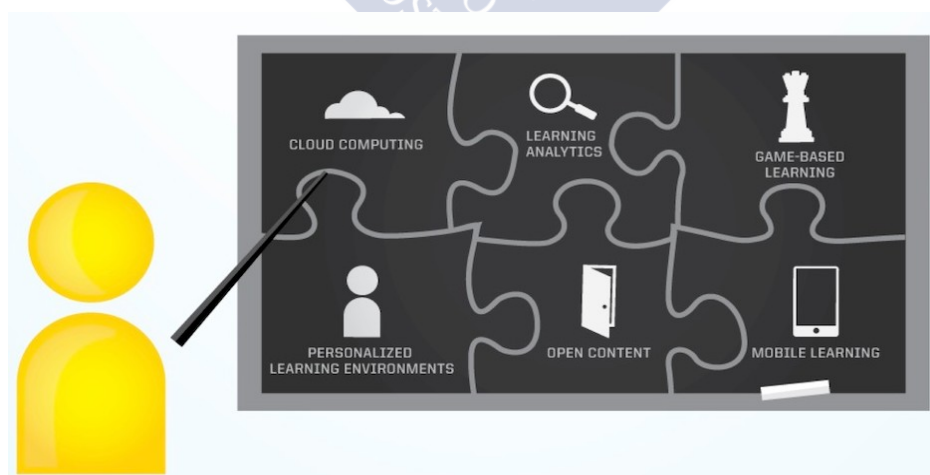 CLOUD COMPUTING
LEARNING
ANALYTICS
GAME-BASED
LEARNING
PERSONALIZED
LEARNING ENVIRONMENTS
OPEN CONTENT
MOBILE LEARNING